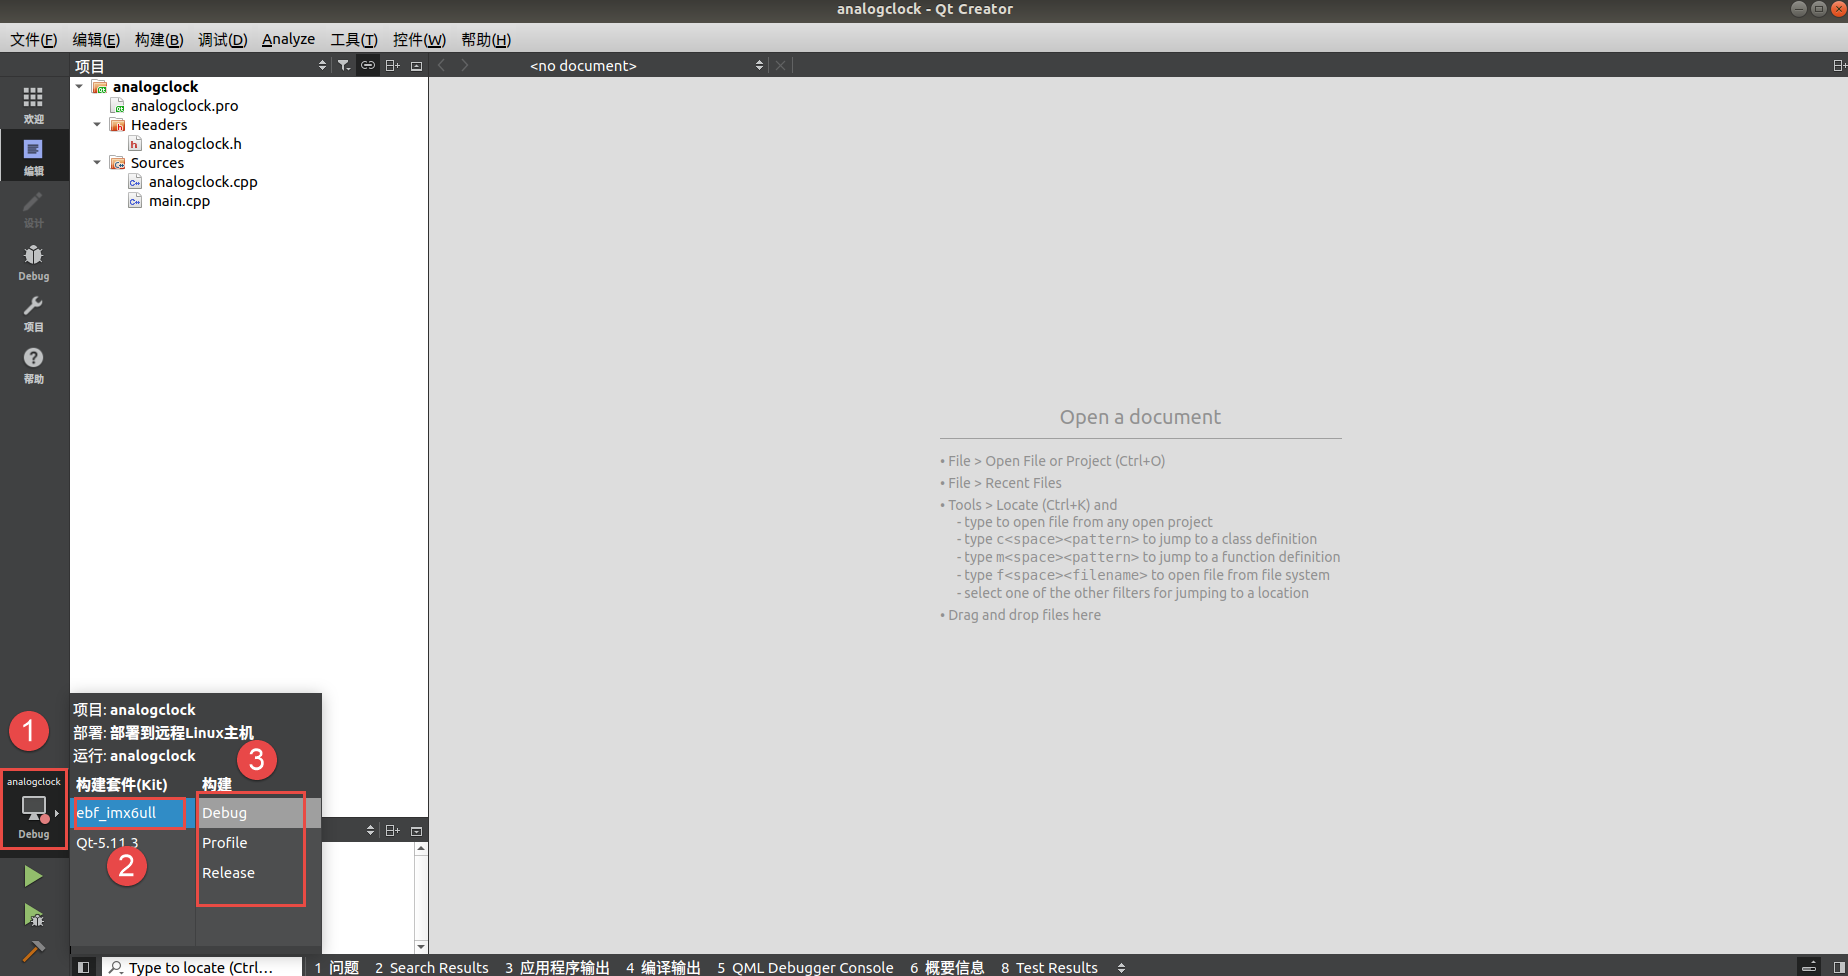 analogclock - Qt Creator
文件(F) 编辑(E) 构建(B) 调试(D) Analyze 工具(T) 控件(W) 帮助(H)
项目
<no document>
analogclock
analogclock.pro
Headers
analogclock.h
Sources
analogclock.cpp
main.cpp
欢迎
编辑
设计
Debug
项目
帮助
Open a document
• File > Open File or Project (Ctrl+O)
• File > Recent Files
• Tools > Locate (Ctrl+K) and
- type to open file from any open project
- type c<space><pattern> to jump to a class definition
- type m<space><pattern> to jump to a function definition
- type f<space><filename> to open file from file system
- select one of the other filters for jumping to a location
• Drag and drop files here
1
analogclock
Debug
项目: analogclock
部署: 部署到远程Linux主机
运行: analogclock
3
构建套件(Kit) 构建
ebf_imx6ull Debug
Qt-5.11.3 Profile
2
Release
Type to locate (Ctrl...
1 问题 2 Search Results 3 应用程序输出 4 编译输出 5 QML Debugger Console 6 概要信息 8 Test Results